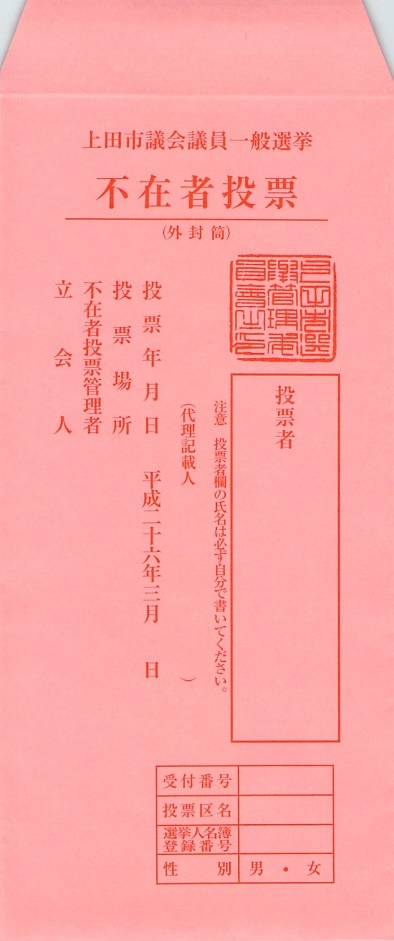 上田市議会議員一般選挙
不在者投票
(外封筒)
投票者
注意 投票者欄の氏名は必ず自分で書いてください。
(代理記載人 )
投票年月日 平成二十六年三月 日
投票場所
不在者投票管理者
立会人
受付番号
投票区名
選挙人名簿
登録番号
性別 男・女